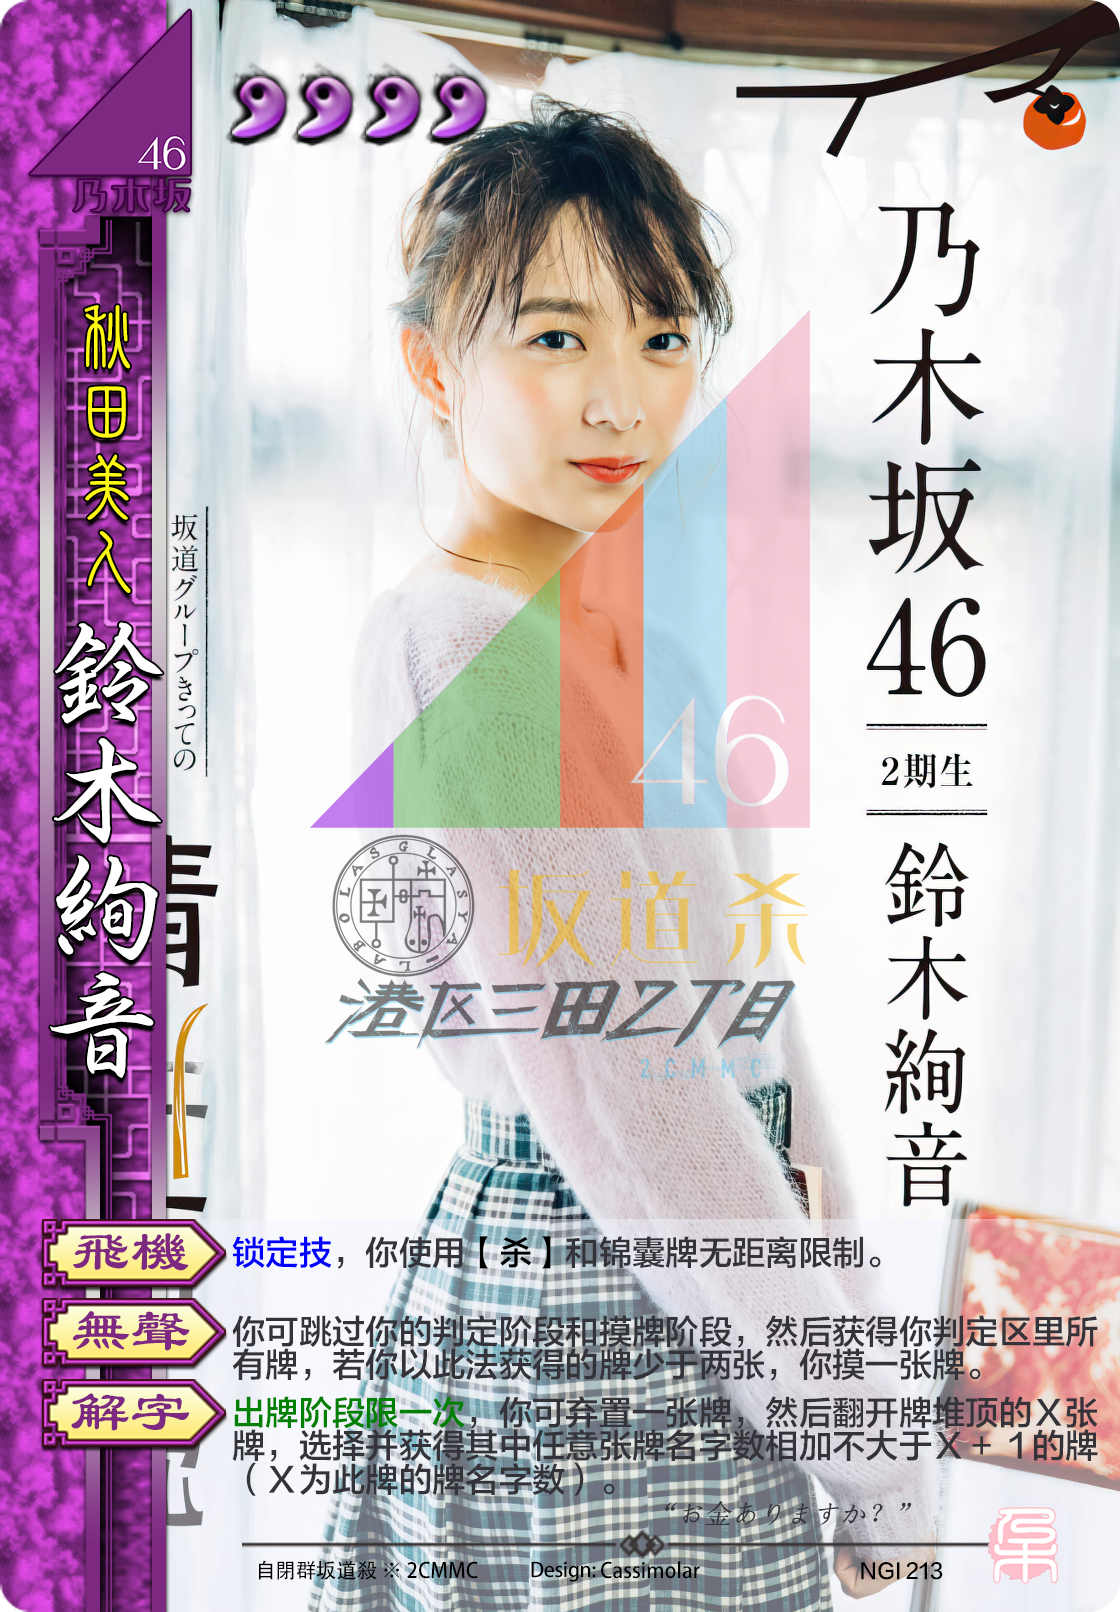 46
乃木坂
秋田美人
鈴木絢音
坂道グループきっての
乃木坂46
2期生
鈴木絢音
46
GLASYALABOLAS
坂道杀
港区三田2丁目
2CMMC
飛機
锁定技，你使用【杀】和锦囊牌无距离限制。
無聲
你可跳过你的判定阶段和摸牌阶段，然后获得你判定区里所
有牌，若你以此法获得的牌少于两张，你摸一张牌。
解字
出牌阶段限一次，你可弃置一张牌，然后翻开牌堆顶的X张
牌，选择并获得其中任意张牌名字数相加不大于X＋1的牌
（X为此牌的牌名字数）。
“お金ありますか？”
自閉群坂道殺 ※ 2CMMC
Design: Cassimolar
NGI 213